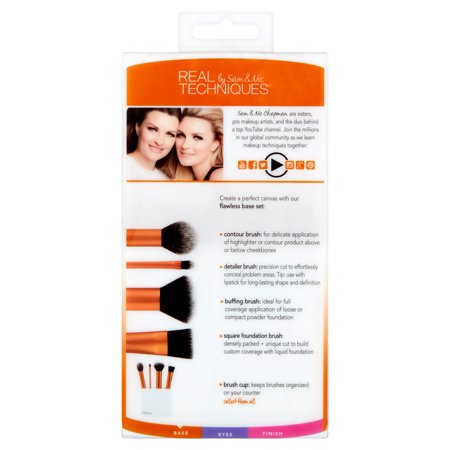 REAL by Sam & Nic
TECHNIQUES®
Sam & Nic Chapman are sisters,
pro makeup artists, and the duo behind
a top YouTube channel. Join the millions
in our global community as we learn
makeup techniques together:
Create a perfect canvas with our
flawless base set:
contour brush: for delicate application
of highlighter or contour product above
or below cheekbones
detailer brush: precision cut to effortlessly
conceal problem areas. Tip: use with
lipstick for long-lasting shape and definition
buffing brush: ideal for full
coverage application of loose or
compact powder foundation
square foundation brush:
densely packed + unique cut to build
custom coverage with liquid foundation
brush cup: keeps brushes organized
on your counter
collect them all
BASE EYES FINISH